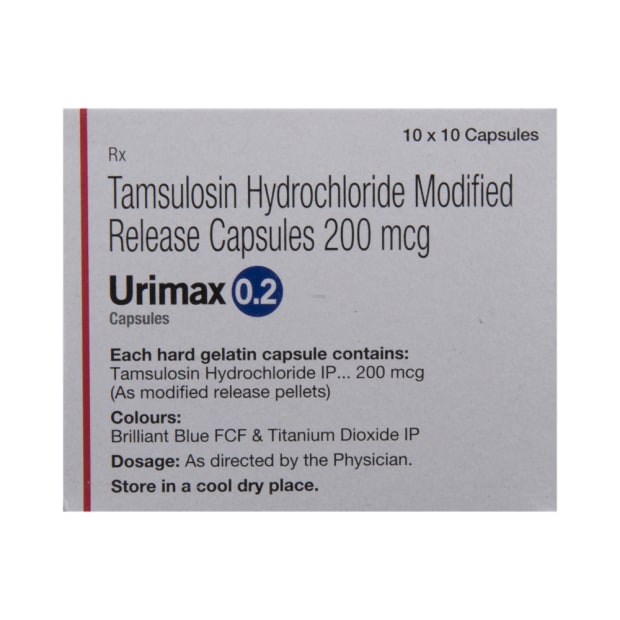 10 x 10 Capsules
Rx
Tamsulosin Hydrochloride Modified
Release Capsules 200 mcg
Urimax 0.2
Capsules
Each hard gelatin capsule contains:
Tamsulosin Hydrochloride IP... 200 mcg
(As modified release pellets)
Colours:
Brilliant Blue FCF & Titanium Dioxide IP
Dosage: As directed by the Physician.
Store in a cool dry place.